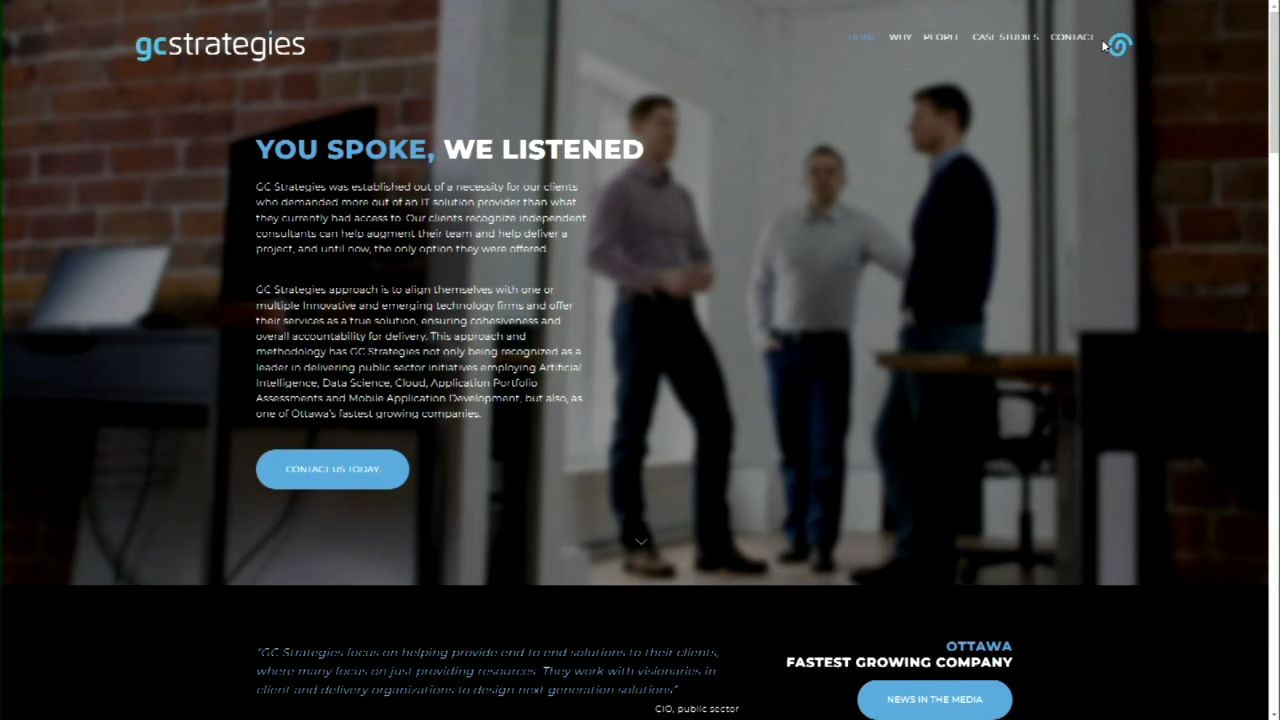 gcstrategies
HOME WHY PEOPLE CASE STUDIES CONTACT
YOU SPOKE, WE LISTENED
GC Strategies was established out of a necessity for our clients
who demanded more out of an IT solution provider than what
they currently had access to. Our clients recognize independent
consultants can help augment their team and help deliver a
project, and until now, the only option they were offered.
GC Strategies approach is to align themselves with one or
multiple Innovative and emerging technology firms and offer
their services as a true solution, ensuring cohesiveness and
overall accountability for delivery. This approach and
methodology has GC Strategies not only being recognized as a
leader in delivering public sector initiatives employing Artificial
Intelligence, Data Science, Cloud, Application Portfolio
Assessments and Mobile Application Development, but also, as
one of Ottawa's fastest growing companies.
CONTACT US TODAY
"GC Strategies focus on helping provide end to end solutions to their clients,
where many focus on just providing resources. They work with visionaries in
client and delivery organizations to design next generation solutions"
CIO, public sector
OTTAWA
FASTEST GROWING COMPANY
NEWS IN THE MEDIA